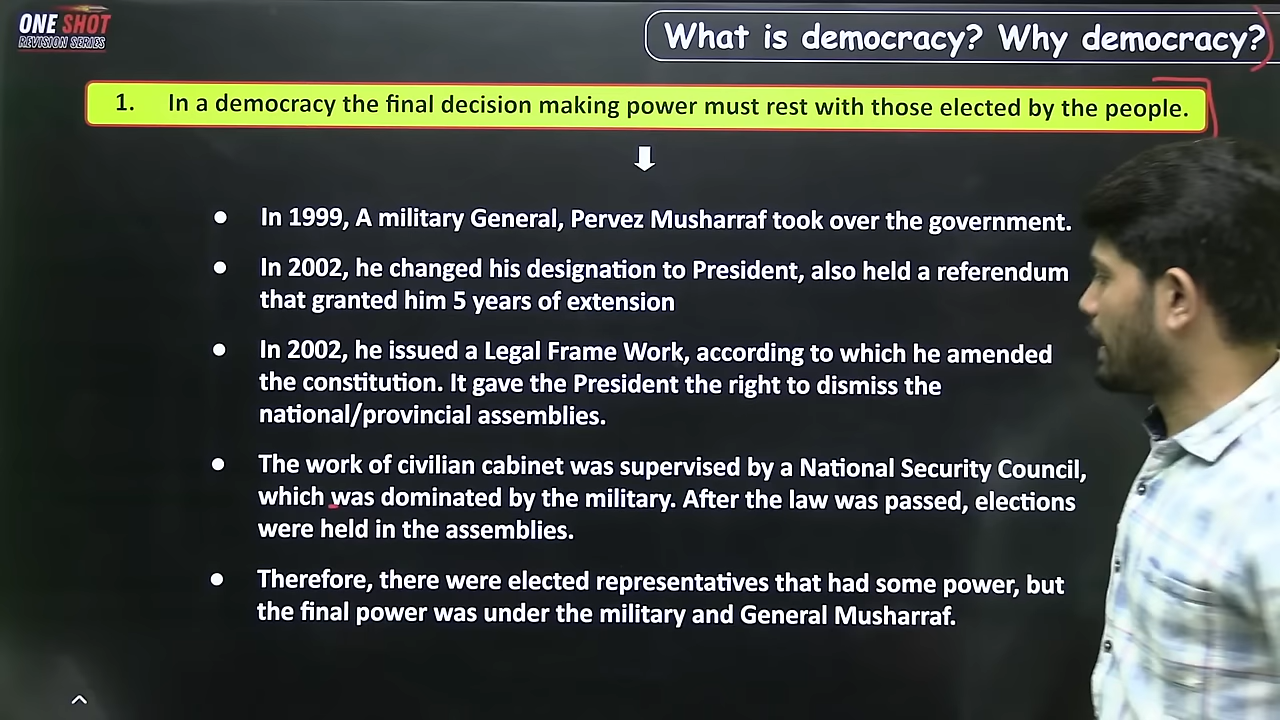 ONE SHOT
REVISION SERIES
What is democracy? Why democracy?
1. In a democracy the final decision making power must rest with those elected by the people.
● In 1999, A military General, Pervez Musharraf took over the government.
● In 2002, he changed his designation to President, also held a referendum
that granted him 5 years of extension
● In 2002, he issued a Legal Frame Work, according to which he amended
the constitution. It gave the President the right to dismiss the
national/provincial assemblies.
● The work of civilian cabinet was supervised by a National Security Council,
which was dominated by the military. After the law was passed, elections
were held in the assemblies.
● Therefore, there were elected representatives that had some power, but
the final power was under the military and General Musharraf.